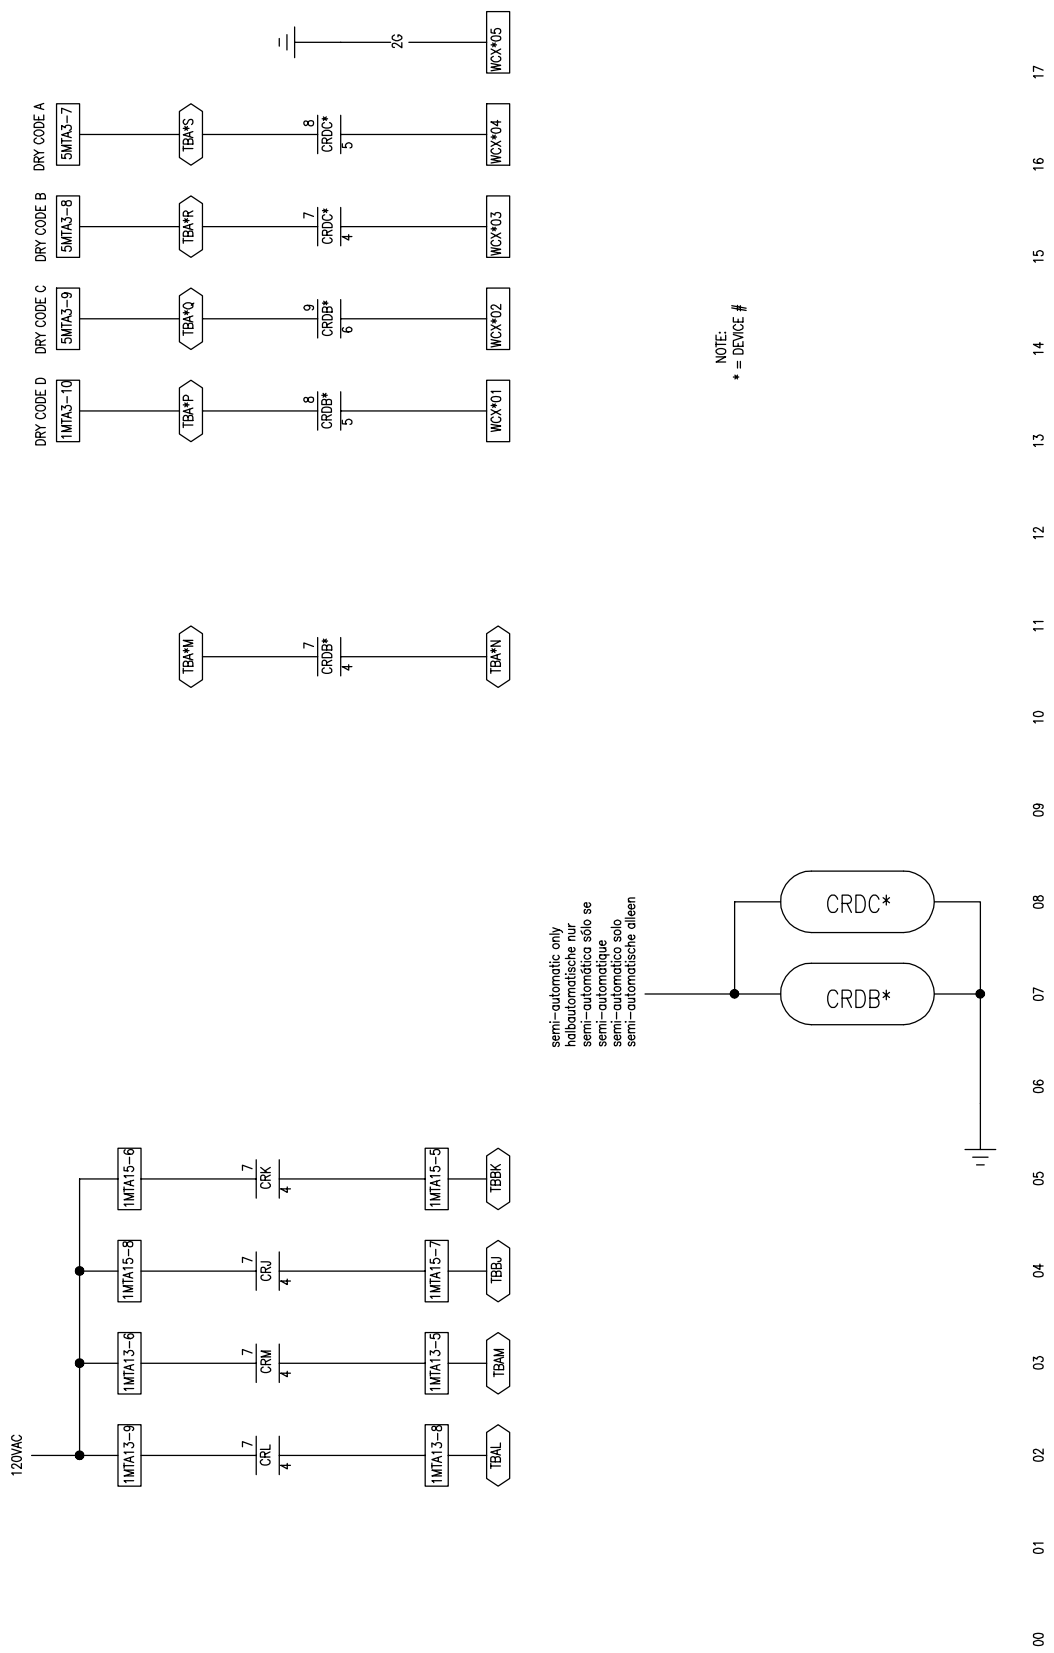 120VAC
1MTA13-9
7
CRL
4
1MTA13-8
TBAL
1MTA13-6
7
CRM
4
1MTA13-5
TBAM
1MTA15-8
7
CRJ
4
1MTA15-7
TBBJ
1MTA15-6
7
CRK
4
1MTA15-5
TBBK
semi-automatic only
halbautomatische nur
semi-automática sólo se
semi-automatique
semi-automatico solo
semi-automatische alleen
CRDB*
CRDC*
TBA*M
7
CRDB*
4
TBA*N
DRY CODE D
1MTA3-10
TBA*P
8
CRDB*
5
WCX*01
DRY CODE C
5MTA3-9
TBA*Q
9
CRDB*
6
WCX*02
DRY CODE B
5MTA3-8
TBA*R
7
CRDC*
4
WCX*03
DRY CODE A
5MTA3-7
TBA*S
8
CRDC*
5
WCX*04
2G
WCX*05
NOTE:
* = DEVICE #
00
01
02
03
04
05
06
07
08
09
10
11
12
13
14
15
16
17